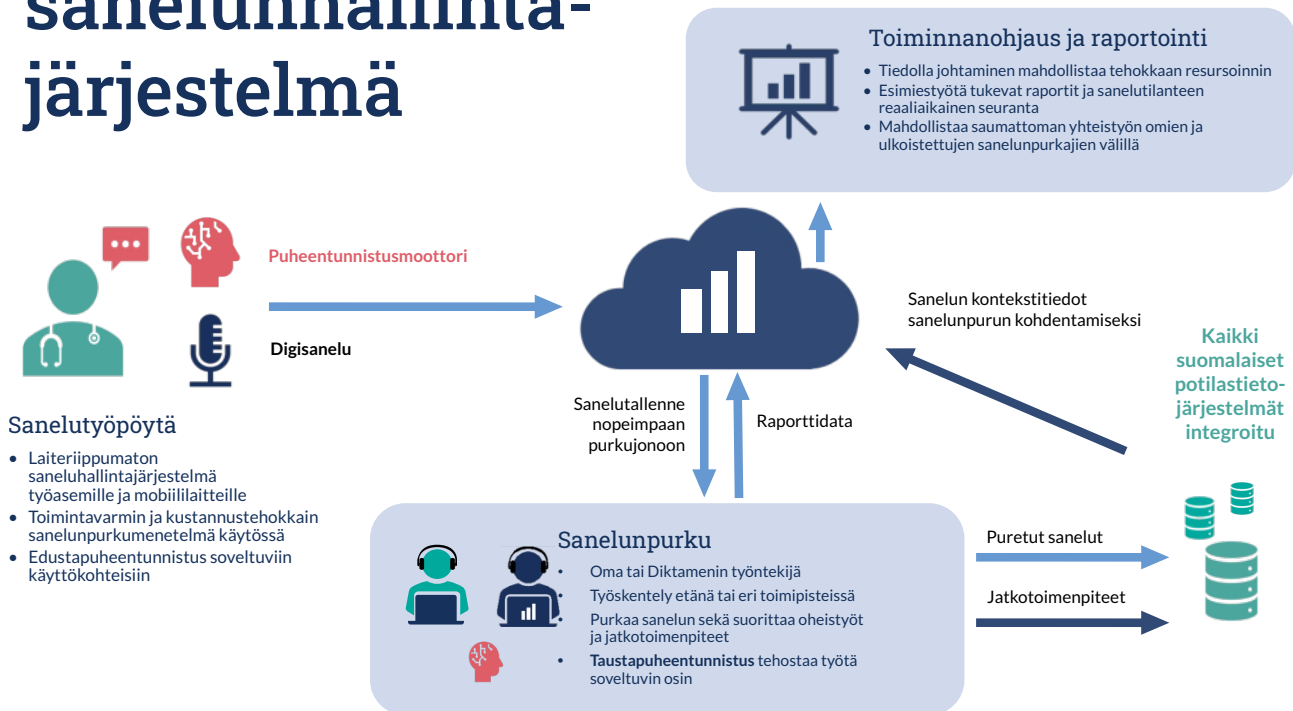 sanelunhallinta-
järjestelmä
Toiminnanohjaus ja raportointi
• Tiedolla johtaminen mahdollistaa tehokkaan resursoinnin
• Esimiestyötä tukevat raportit ja sanelutilanteen
reaaliaikainen seuranta
• Mahdollistaa saumattoman yhteistyön omien ja
ulkoistettujen sanelunpurkajien välillä
Puheentunnistusmoottori
Digisanelu
Sanelun kontekstitiedot
sanelunpurun kohdentamiseksi
Kaikki
suomalaiset
potilastieto-
järjestelmät
integroitu
Sanelutallenne
nopeimpaan
purkujonoon
Raporttidata
Sanelutyöpöytä
• Laiteriippumaton
saneluhallintajärjestelmä
työasemille ja mobiililaitteille
• Toimintavarmin ja kustannustehokkain
sanelunpurkumenetelmä käytössä
• Edustapuheentunnistus soveltuviin
käyttökohteisiin
Sanelunpurku
• Oma tai Diktamenin työntekijä
• Työskentely etänä tai eri toimipisteissä
• Purkaa sanelun sekä suorittaa oheistyöt
ja jatkotoimenpiteet
• Taustapuheentunnistus tehostaa työtä
soveltuvin osin
Puretut sanelut
Jatkotoimenpiteet